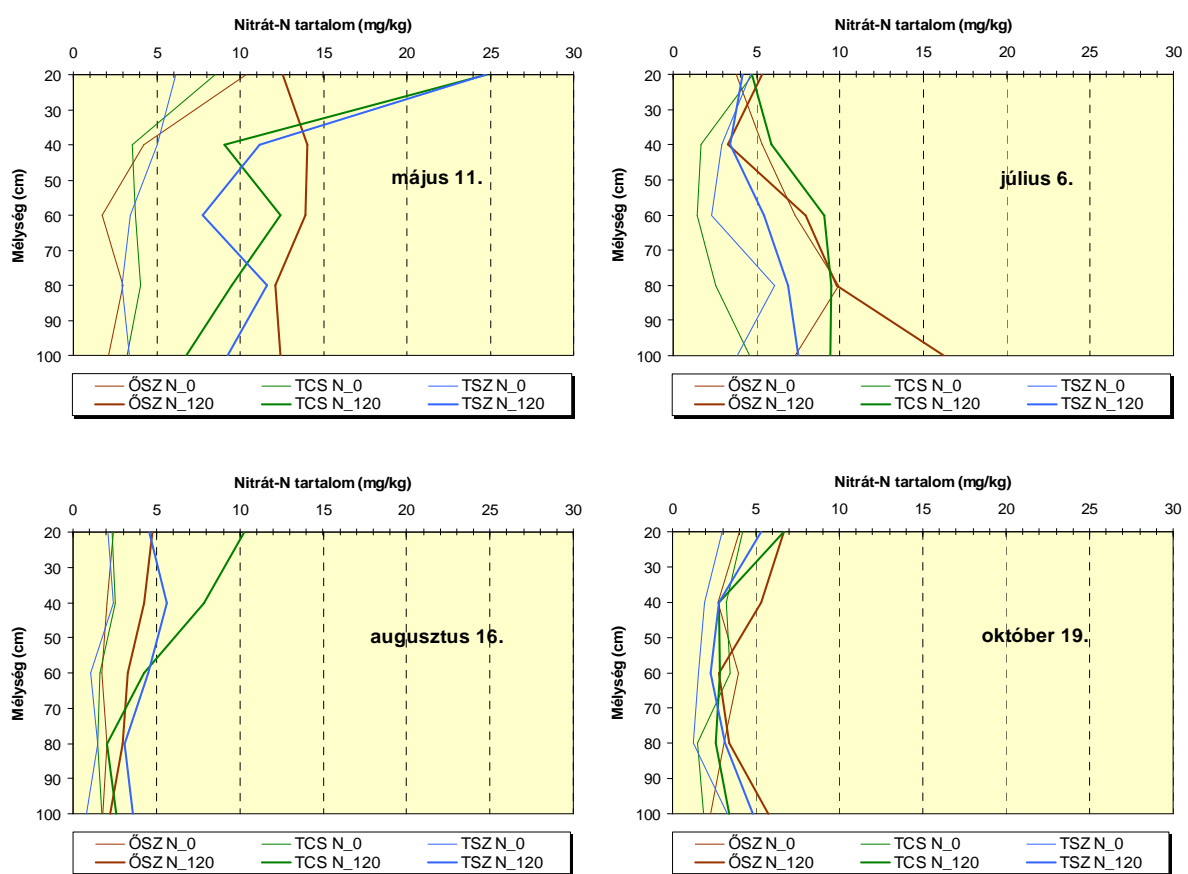 Nitrát-N tartalom (mg/kg)
0 5 10 15 20 25 30
20
30
40
50
60
70
80
90
100
Mélység (cm)
május 11.
ŐSZ N_0 TCS N_0 TSZ N_0
ŐSZ N_120 TCS N_120 TSZ N_120
Nitrát-N tartalom (mg/kg)
0 5 10 15 20 25 30
20
30
40
50
60
70
80
90
100
Mélység (cm)
július 6.
ŐSZ N_0 TCS N_0 TSZ N_0
ŐSZ N_120 TCS N_120 TSZ N_120
Nitrát-N tartalom (mg/kg)
0 5 10 15 20 25 30
20
30
40
50
60
70
80
90
100
Mélység (cm)
augusztus 16.
ŐSZ N_0 TCS N_0 TSZ N_0
ŐSZ N_120 TCS N_120 TSZ N_120
Nitrát-N tartalom (mg/kg)
0 5 10 15 20 25 30
20
30
40
50
60
70
80
90
100
Mélység (cm)
október 19.
ŐSZ N_0 TCS N_0 TSZ N_0
ŐSZ N_120 TCS N_120 TSZ N_120